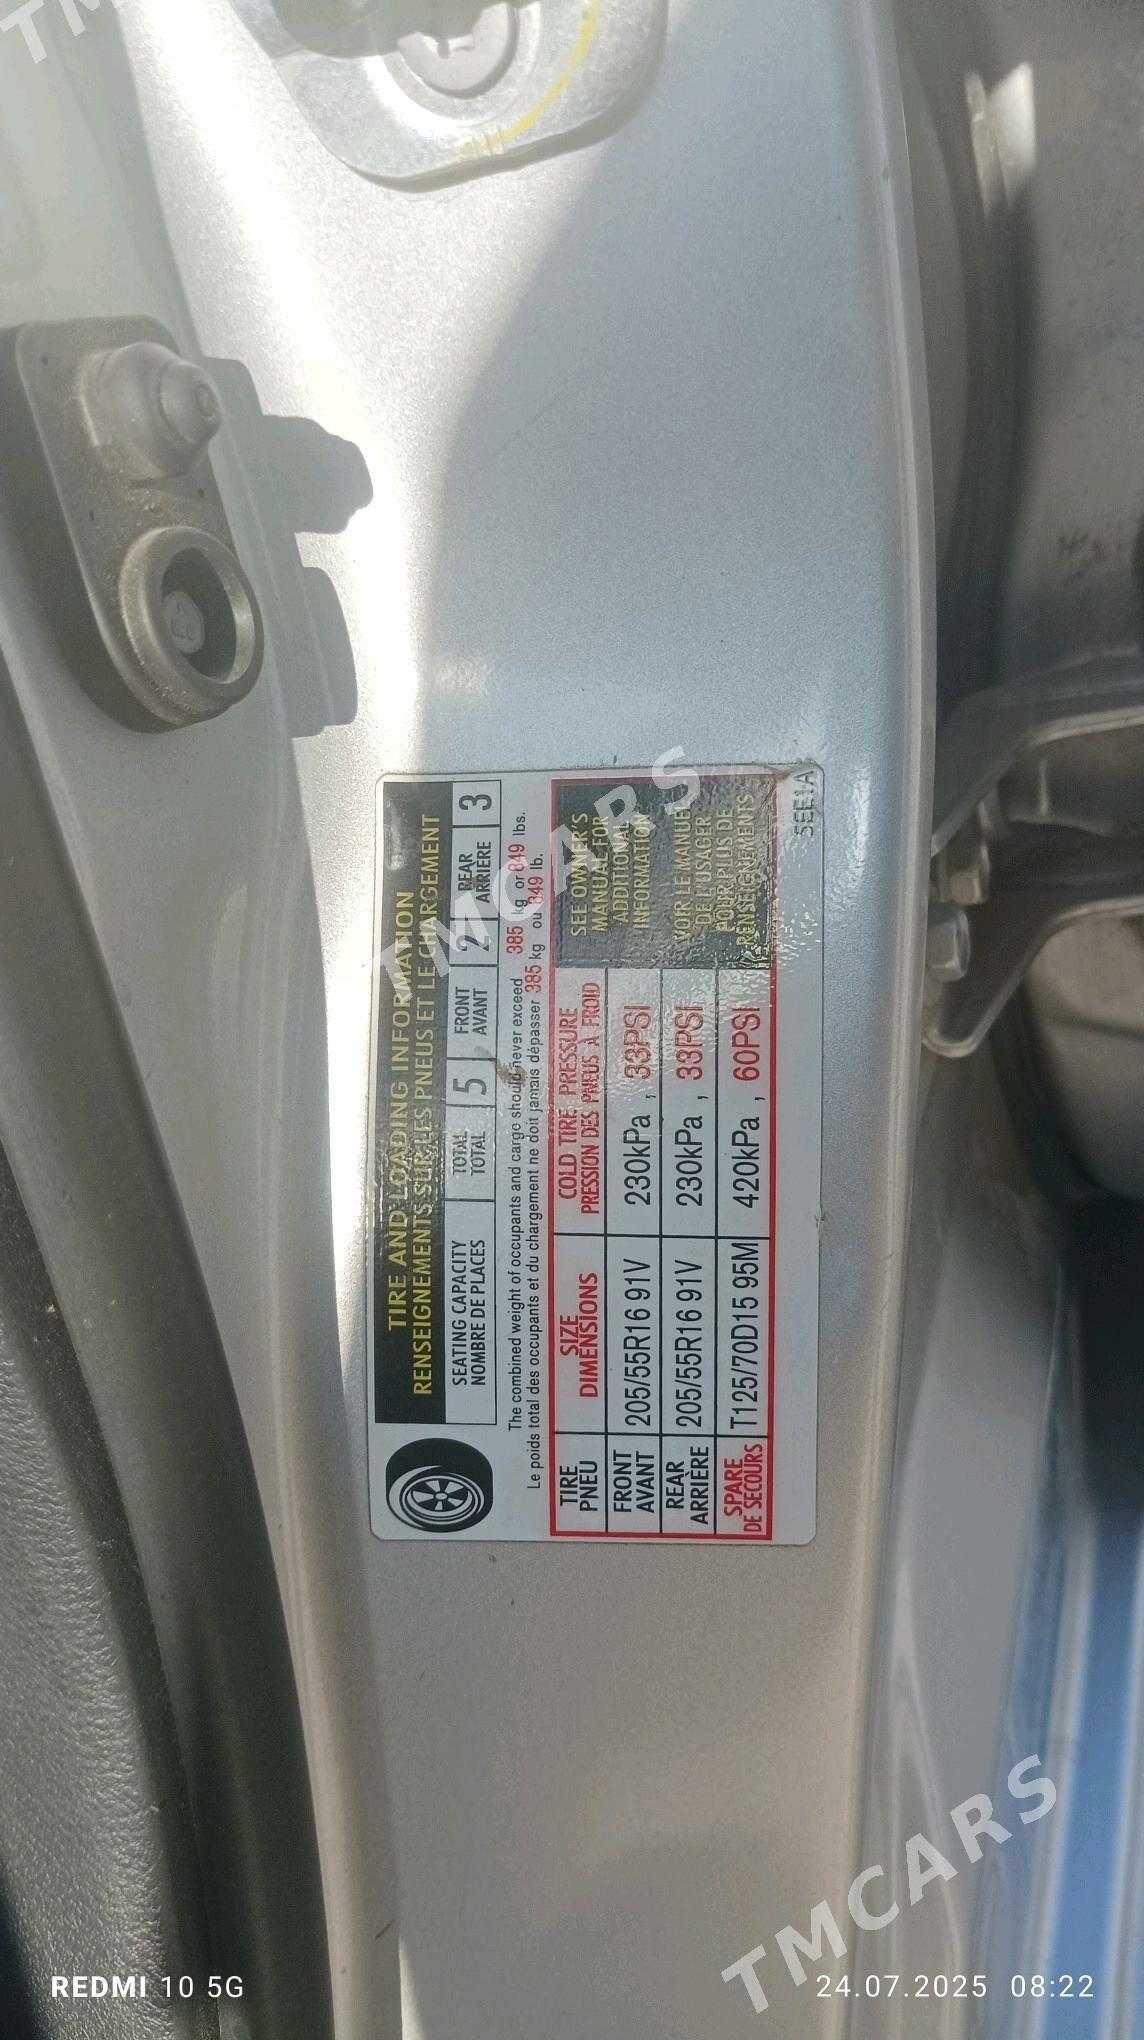 TIRE AND LOADING INFORMATION
RENSEIGNEMENTS SUR LES PNEUS ET LE CHARGEMENT
SEATING CAPACITY
NOMBRE DE PLACES
TOTAL
TOTAL
5
FRONT
AVANT
2
REAR
ARRIÈRE
3
The combined weight of occupants and cargo should never exceed 385 kg or 849 lbs.
Le poids total des occupants et du chargement ne doit jamais dépasser 385 kg ou 849 lb.
TIRE
PNEU
SIZE
DIMENSIONS
COLD TIRE PRESSURE
PRESSION DES PNEUS À FROID
FRONT
AVANT
205/55R16 91V
230kPa , 33PSI
REAR
ARRIÈRE
205/55R16 91V
230kPa , 33PSI
SPARE
DE SECOURS
T125/70D15 95M
420kPa , 60PSI
SEE OWNER'S
MANUAL FOR
ADDITIONAL
INFORMATION
VOIR LE MANUEL
DE L'USAGER
POUR PLUS DE
RENSEIGNEMENTS
5EE1A
TMCARS
TMCARS
REDMI 10 5G
24.07.2025 08:22